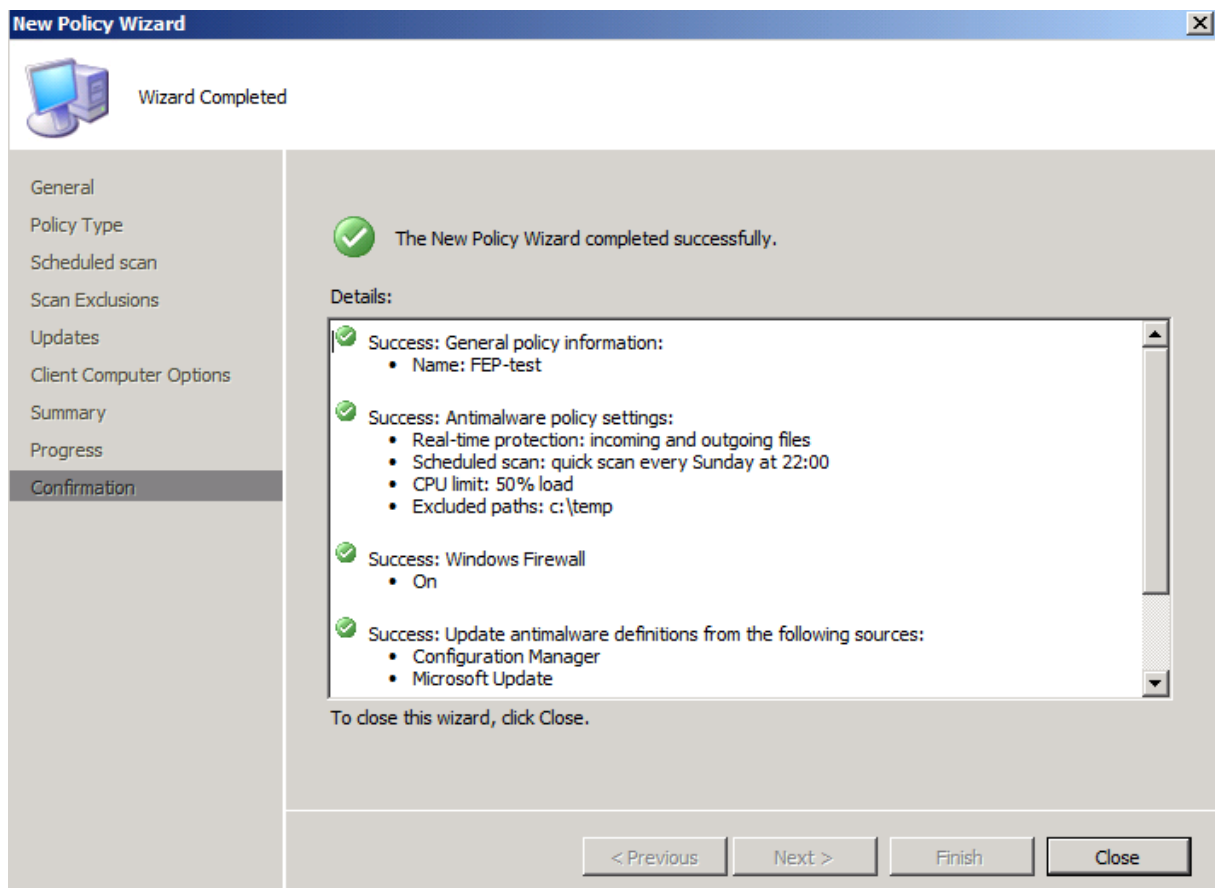 New Policy Wizard
Wizard Completed
General
Policy Type
Scheduled scan
Scan Exclusions
Updates
Client Computer Options
Summary
Progress
Confirmation
The New Policy Wizard completed successfully.
Details:
Success: General policy information:
• Name: FEP-test
Success: Antimalware policy settings:
• Real-time protection: incoming and outgoing files
• Scheduled scan: quick scan every Sunday at 22:00
• CPU limit: 50% load
• Excluded paths: c:\temp
Success: Windows Firewall
• On
Success: Update antimalware definitions from the following sources:
• Configuration Manager
• Microsoft Update
To close this wizard, click Close.
< Previous Next > Finish Close